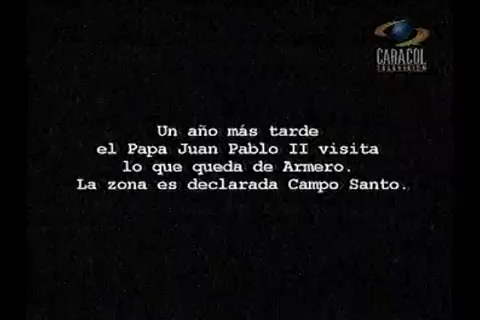 CARACOL
TELEVISIÓN
Un año más tarde
el Papa Juan Pablo II visita
lo que queda de Armero.
La zona es declarada Campo Santo.